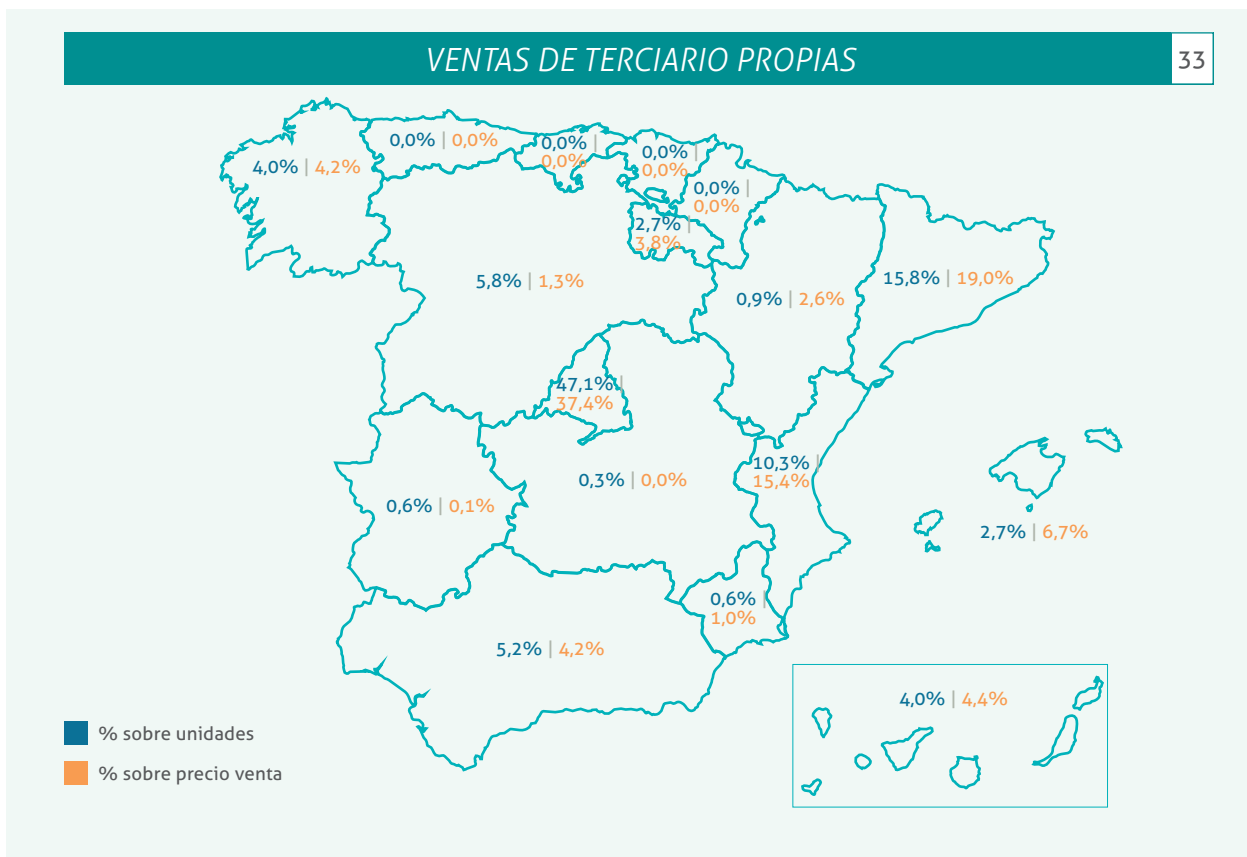 VENTAS DE TERCIARIO PROPIAS
33
0,0% | 0,0%
0,0% |
0,0%
0,0% |
0,0%
4,0% | 4,2%
0,0% |
0,0%
2,7% |
3,8%
5,8% | 1,3%
0,9% | 2,6%
15,8% | 19,0%
47,1% |
37,4%
10,3% |
15,4%
0,3% | 0,0%
0,6% | 0,1%
2,7% | 6,7%
0,6% |
1,0%
5,2% | 4,2%
4,0% | 4,4%
% sobre unidades
% sobre precio venta